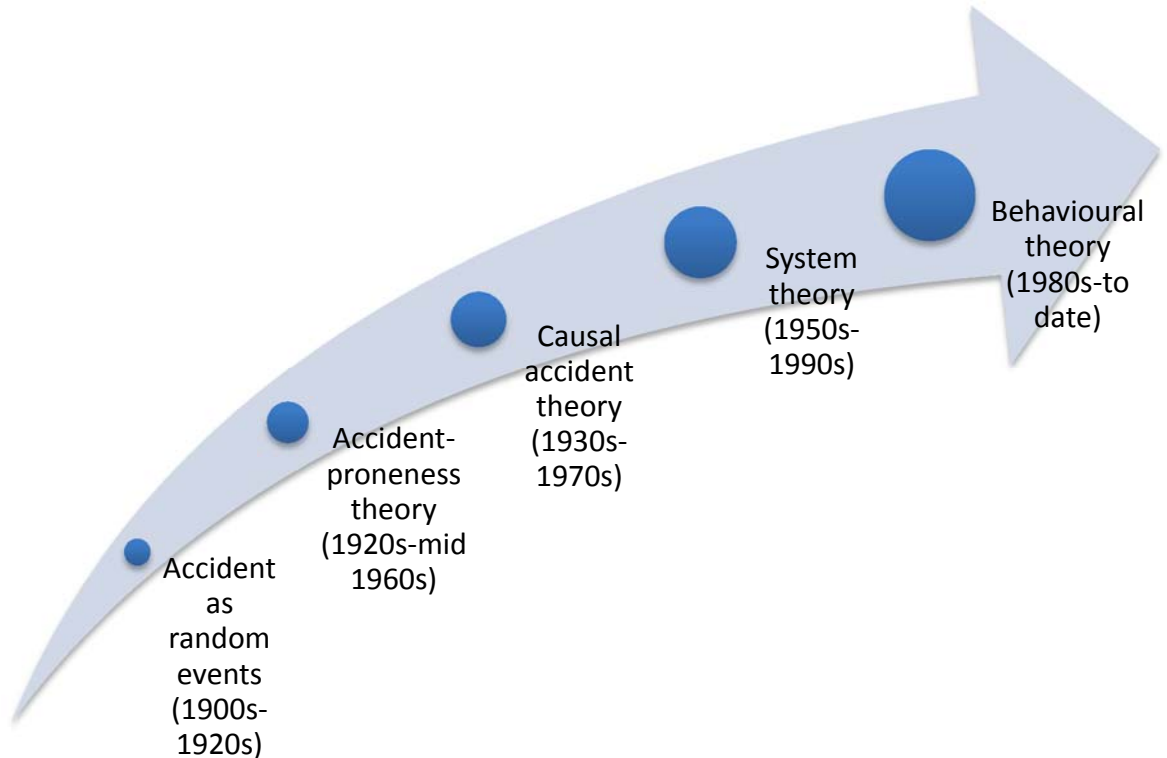 Accident
as
random
events
(1900s-
1920s)
Accident-
proneness
theory
(1920s-mid
1960s)
Causal
accident
theory
(1930s-
1970s)
System
theory
(1950s-
1990s)
Behavioural
theory
(1980s-to
date)